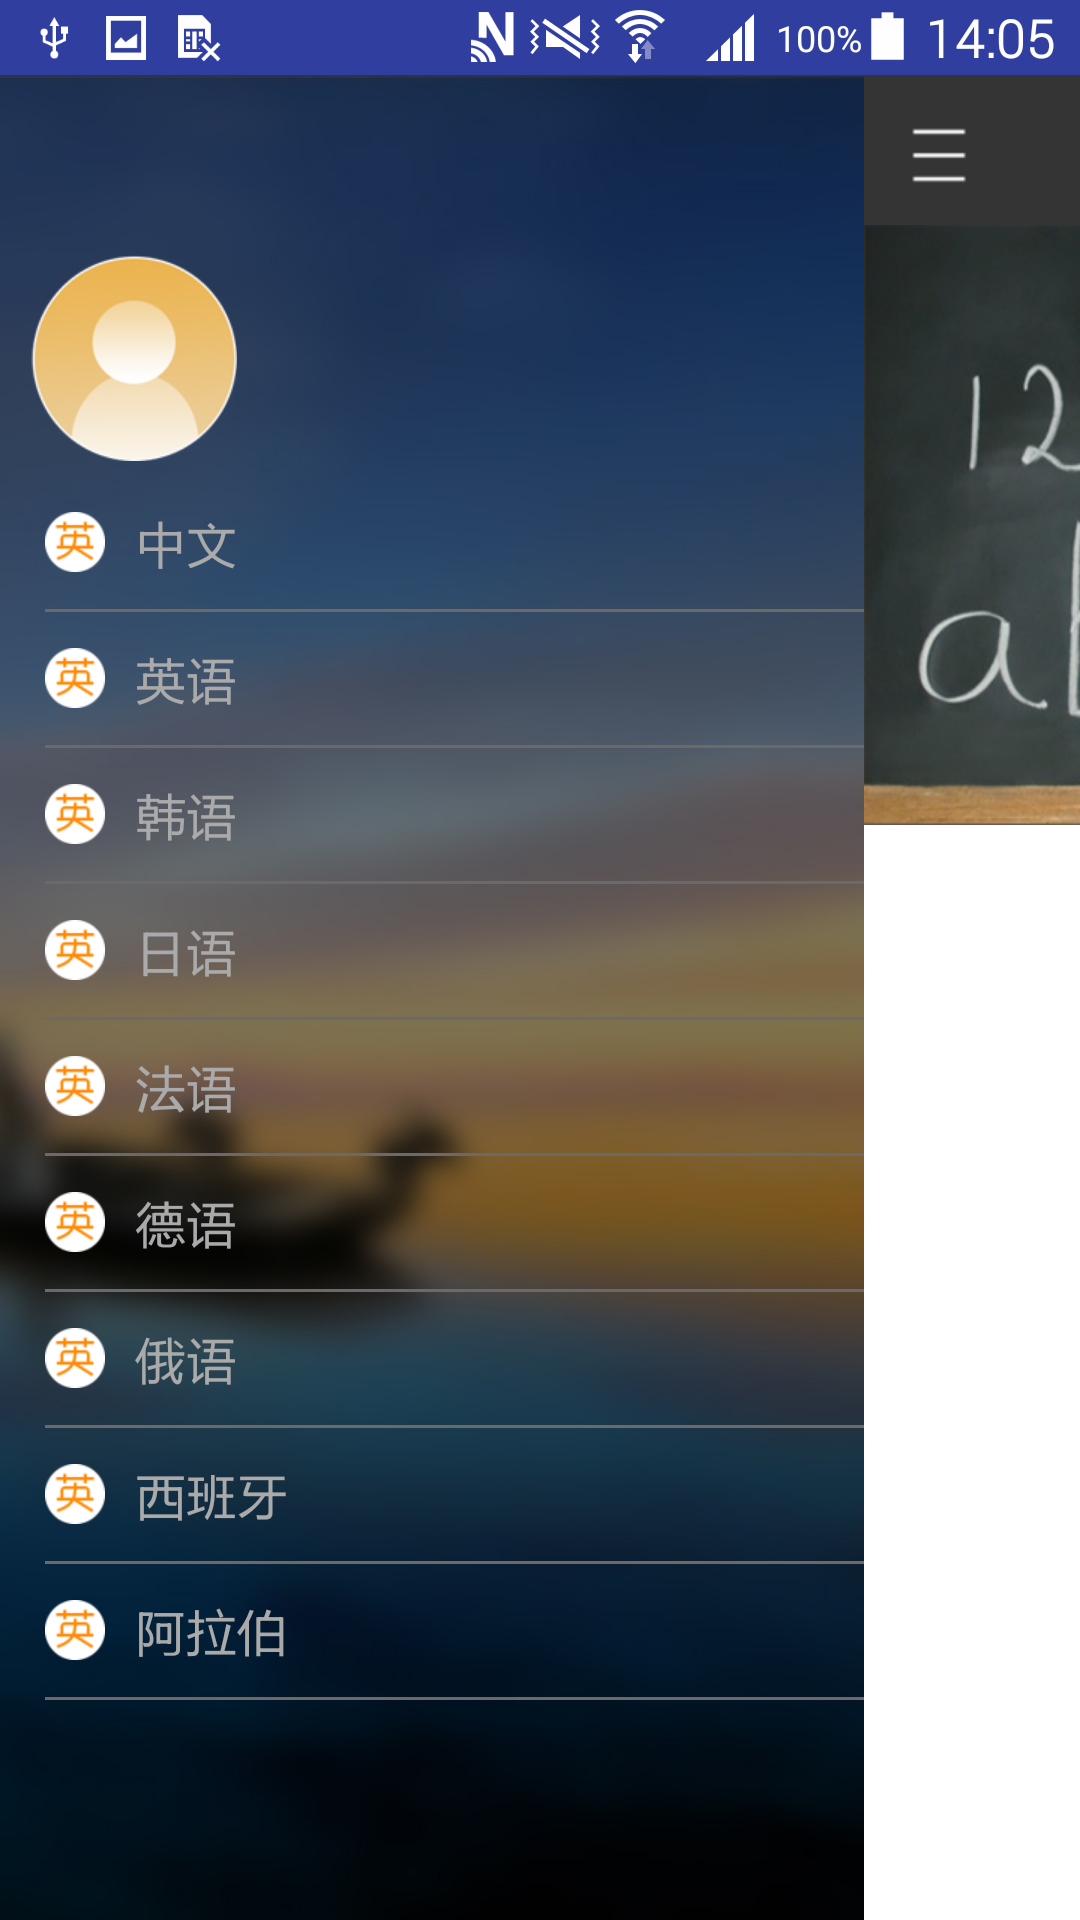 100% 14:05
12
a
英 中文
英 英语
英 韩语
英 日语
英 法语
英 德语
英 俄语
英 西班牙
英 阿拉伯